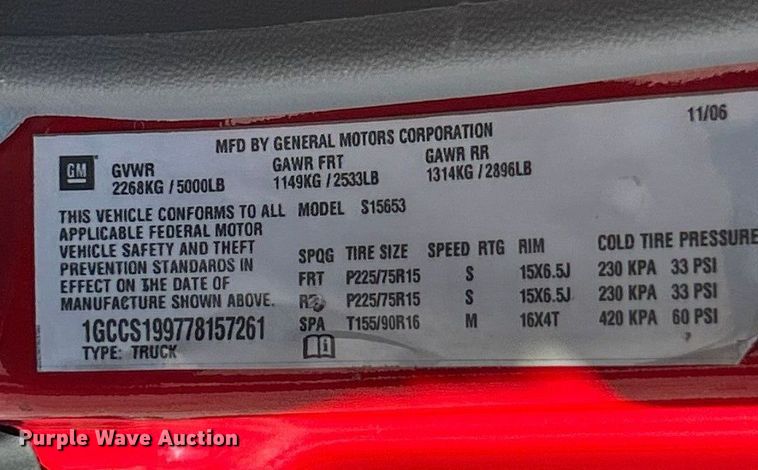 11/06
MFD BY GENERAL MOTORS CORPORATION
GM
GVWR GAWR FRT GAWR RR
2268KG / 5000LB 1149KG / 2533LB 1314KG / 2896LB
THIS VEHICLE CONFORMS TO ALL
APPLICABLE FEDERAL MOTOR
VEHICLE SAFETY AND THEFT
PREVENTION STANDARDS IN
EFFECT ON THE DATE OF
MANUFACTURE SHOWN ABOVE.
1GCCS199778157261
TYPE: TRUCK
MODEL S15653
SPQG TIRE SIZE SPEED RTG RIM COLD TIRE PRESSURE
FRT P225/75R15 S 15X6.5J 230 KPA 33 PSI
P225/75R15 S 15X6.5J 230 KPA 33 PSI
SPA T155/90R16 M 16X4T 420 KPA 60 PSI
Purple Wave Auction